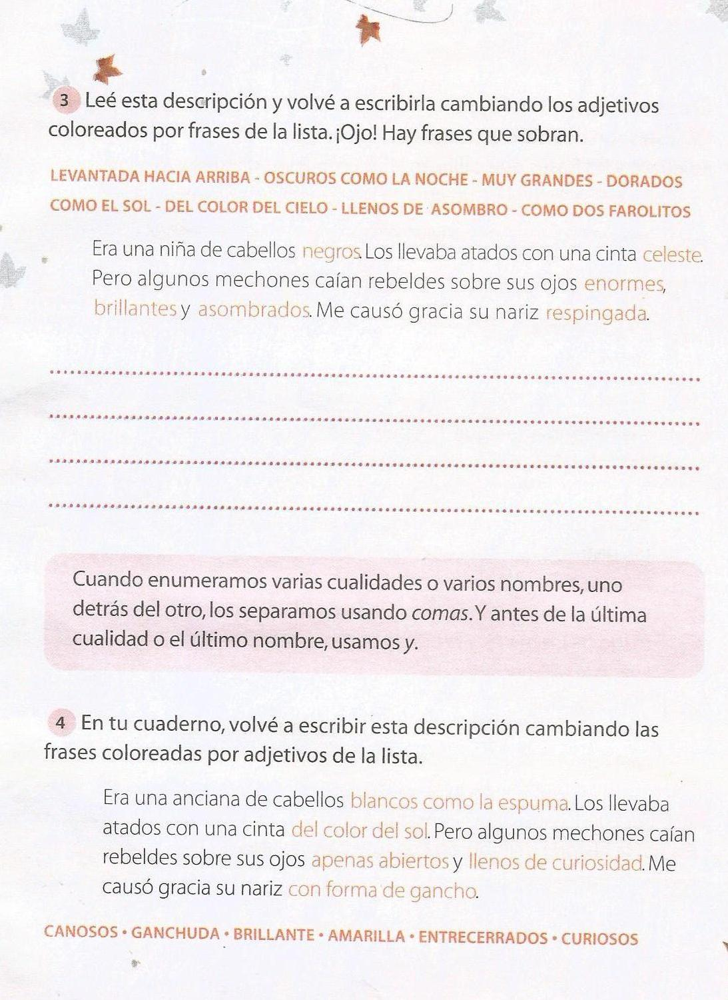 3 Leé esta descripción y volvé a escribirla cambiando los adjetivos
coloreados por frases de la lista. ¡Ojo! Hay frases que sobran.
LEVANTADA HACIA ARRIBA - OSCUROS COMO LA NOCHE - MUY GRANDES - DORADOS
COMO EL SOL - DEL COLOR DEL CIELO - LLENOS DE ASOMBRO - COMO DOS FAROLITOS
Era una niña de cabellos negros. Los llevaba atados con una cinta celeste.
Pero algunos mechones caían rebeldes sobre sus ojos enormes,
brillantes y asombrados. Me causó gracia su nariz respingada.
Cuando enumeramos varias cualidades o varios nombres, uno
detrás del otro, los separamos usando comas. Y antes de la última
cualidad o el último nombre, usamos y.
4 En tu cuaderno, volvé a escribir esta descripción cambiando las
frases coloreadas por adjetivos de la lista.
Era una anciana de cabellos blancos como la espuma. Los llevaba
atados con una cinta del color del sol. Pero algunos mechones caían
rebeldes sobre sus ojos apenas abiertos y llenos de curiosidad. Me
causó gracia su nariz con forma de gancho.
CANOSOS • GANCHUDA • BRILLANTE • AMARILLA • ENTRECERRADOS • CURIOSOS